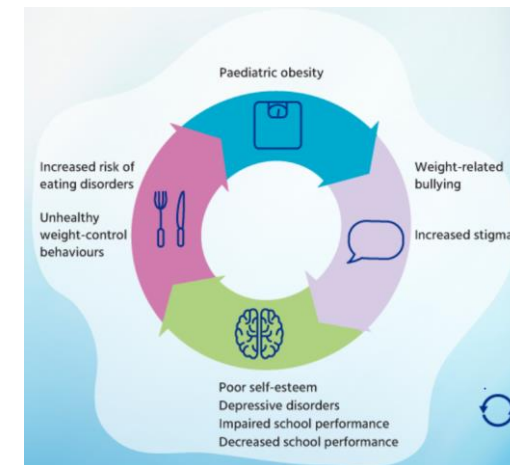 Paediatric obesity
Weight-related
bullying
Increased stigma
Poor self-esteem
Depressive disorders
Impaired school performance
Decreased school performance
Increased risk of
eating disorders
Unhealthy
weight-control
behaviours